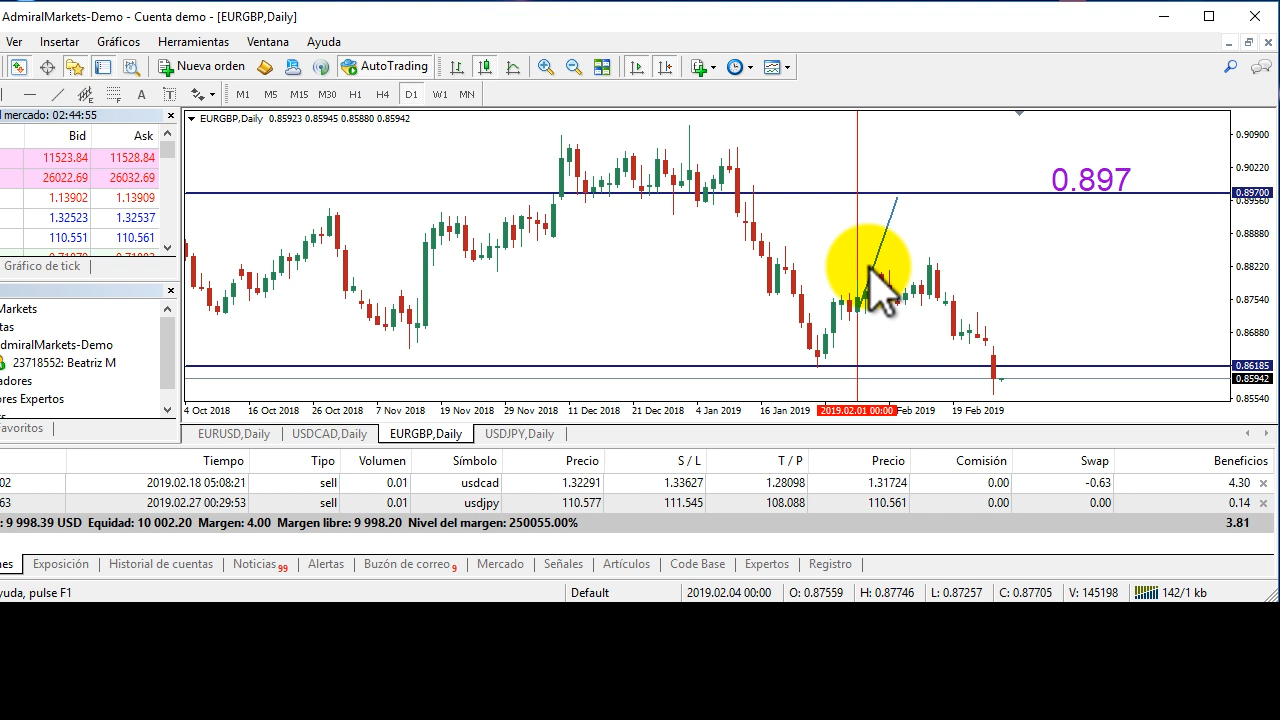 AdmiralMarkets-Demo - Cuenta demo - [EURGBP,Daily]
Ver Insertar Gráficos Herramientas Ventana Ayuda
Nueva orden AutoTrading
A T M1 M5 M15 M30 H1 H4 D1 W1 MN
mercado: 02:44:55
Bid Ask
11523.84 11528.84
26022.69 26032.69
1.13902 1.13909
1.32523 1.32537
110.551 110.561
Gráfico de tick
Markets
tas
AdmiralMarkets-Demo
23718552: Beatriz M
adores
ores Expertos
avoritos
EURGBP,Daily 0.85923 0.85945 0.85880 0.85942
0.897
0.90900
0.90220
0.89700
0.89560
0.88880
0.88220
0.87540
0.86880
0.86185
0.85942
0.85540
4 Oct 2018 16 Oct 2018 26 Oct 2018 7 Nov 2018 19 Nov 2018 29 Nov 2018 11 Dec 2018 21 Dec 2018 4 Jan 2019 16 Jan 2019 2019.02.01 00:00 Feb 2019 19 Feb 2019
EURUSD,Daily USDCAD,Daily EURGBP,Daily USDJPY,Daily
Tiempo Tipo Volumen Símbolo Precio S / L T / P Precio Comisión Swap Beneficios
02 2019.02.18 05:08:21 sell 0.01 usdcad 1.32291 1.33627 1.28098 1.31724 0.00 -0.63 4.30
63 2019.02.27 00:29:53 sell 0.01 usdjpy 110.577 111.545 108.088 110.561 0.00 0.00 0.14
: 9 998.39 USD Equidad: 10 002.20 Margen: 4.00 Margen libre: 9 998.20 Nivel del margen: 250055.00% 3.81
nes Exposición Historial de cuentas Noticias 99 Alertas Buzón de correo 9 Mercado Señales Artículos Code Base Expertos Registro
yuda, pulse F1 Default 2019.02.04 00:00 O: 0.87559 H: 0.87746 L: 0.87257 C: 0.87705 V: 145198 142/1 kb